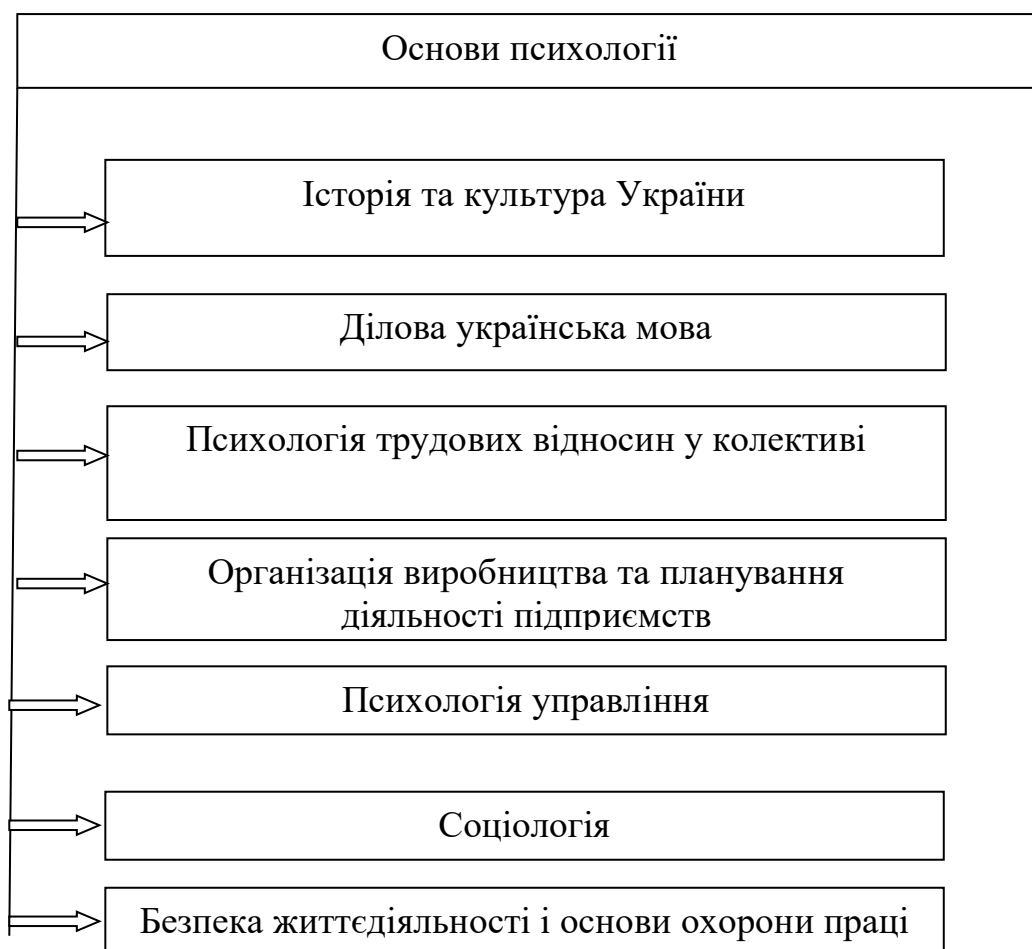 Основи психології
Історія та культура України
Ділова українська мова
Психологія трудових відносин у колективі
Організація виробництва та планування
діяльності підприємств
Психологія управління
Соціологія
Безпека життєдіяльності і основи охорони праці